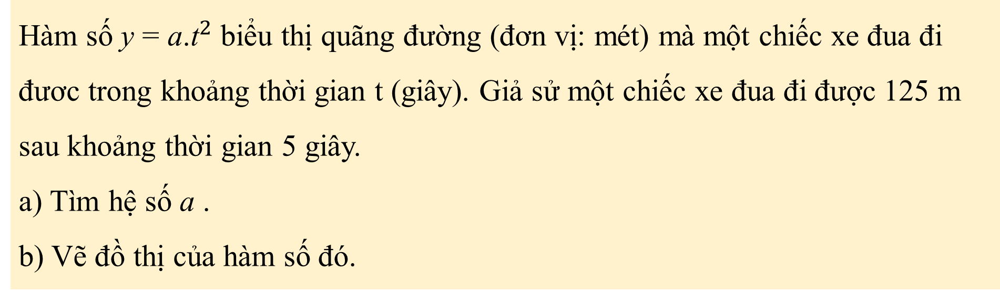 Hàm số y = a.t² biểu thị quãng đường (đơn vị: mét) mà một chiếc xe đua đi
đươc trong khoảng thời gian t (giây). Giả sử một chiếc xe đua đi được 125 m
sau khoảng thời gian 5 giây.
a) Tìm hệ số a .
b) Vẽ đồ thị của hàm số đó.